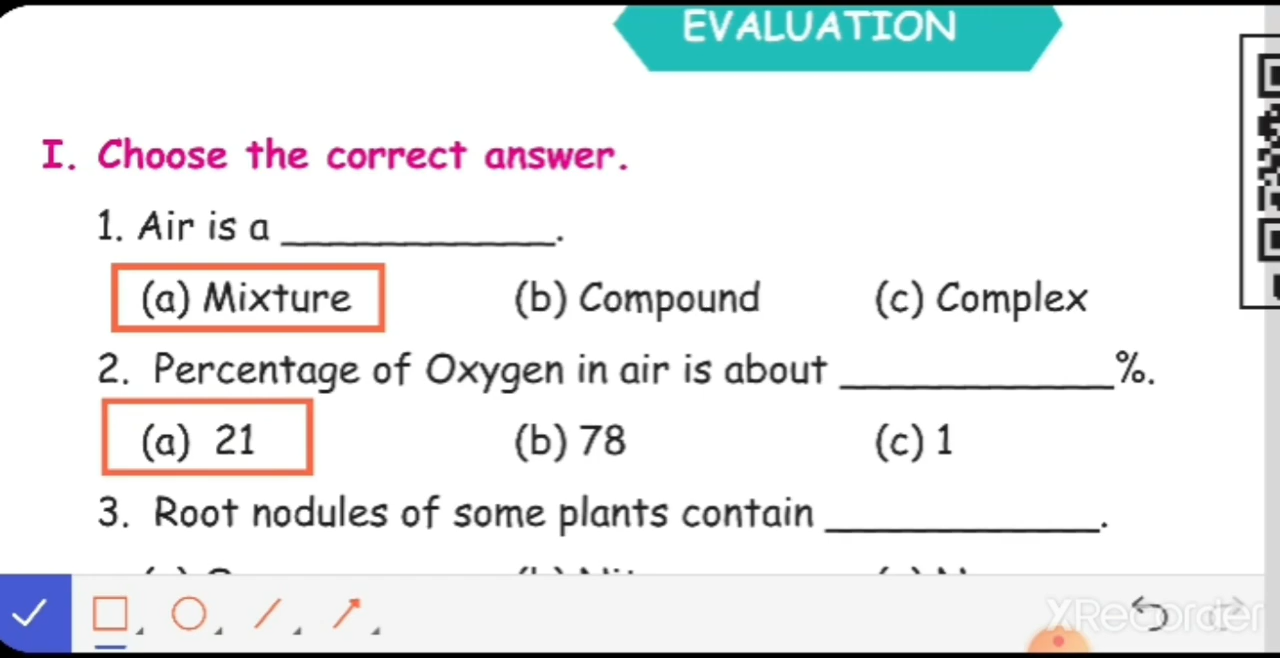 EVALUATION
I. Choose the correct answer.
1. Air is a ____________.
(a) Mixture (b) Compound (c) Complex
2. Percentage of Oxygen in air is about ____________%.
(a) 21 (b) 78 (c) 1
3. Root nodules of some plants contain ____________.
XRecorder